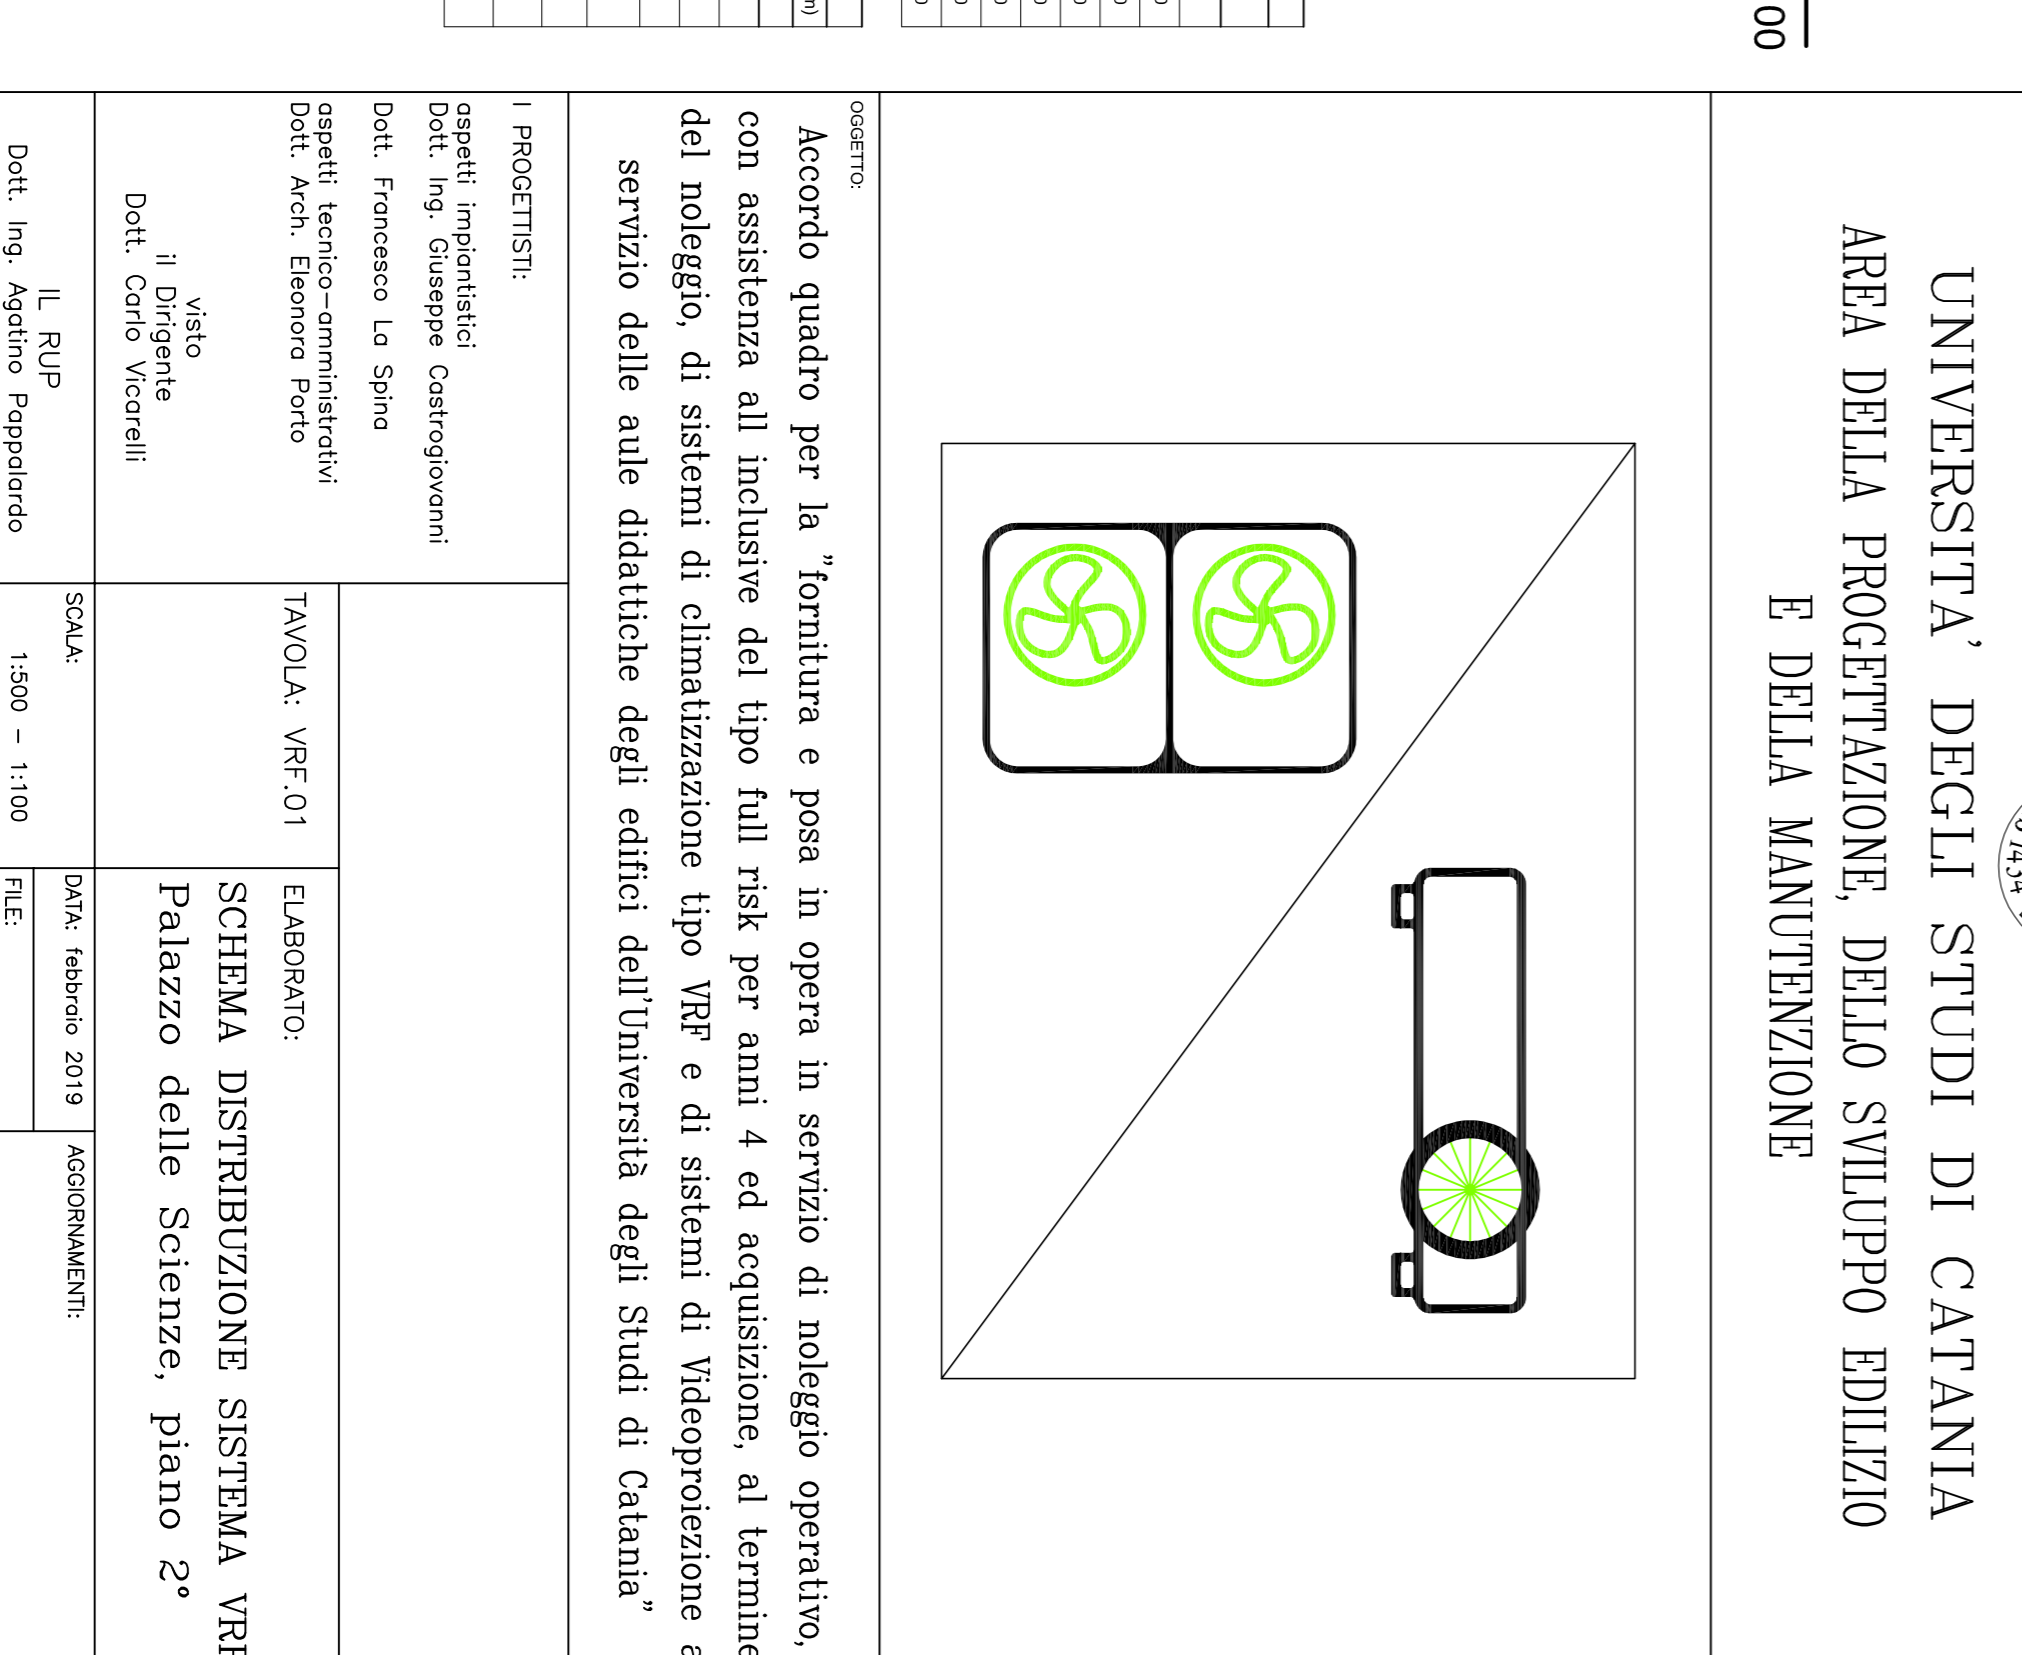 UNIVERSITA' DEGLI STUDI DI CATANIA
AREA DELLA PROGETTAZIONE, DELLO SVILUPPO EDILIZIO
E DELLA MANUTENZIONE
00
OGGETTO:
Accordo quadro per la "fornitura e posa in opera in servizio di noleggio operativo,
con assistenza all inclusive del tipo full risk per anni 4 ed acquisizione, al termine
del noleggio, di sistemi di climatizzazione tipo VRF e di sistemi di Videoproiezione a
servizio delle aule didattiche degli edifici dell'Università degli Studi di Catania"
I PROGETTISTI:
aspetti impiantistici
Dott. Ing. Giuseppe Castrogiovanni
Dott. Francesco La Spina
aspetti tecnico-amministrativi
Dott. Arch. Eleonora Porto
visto
il Dirigente
Dott. Carlo Vicarelli
IL RUP
Dott. Ing. Agatino Pappalardo
TAVOLA: VRF.01
ELABORATO:
SCHEMA DISTRIBUZIONE SISTEMA VRF
Palazzo delle Scienze, piano 2°
SCALA:
1:500 - 1:100
DATA: febbraio 2019
FILE:
AGGIORNAMENTI: